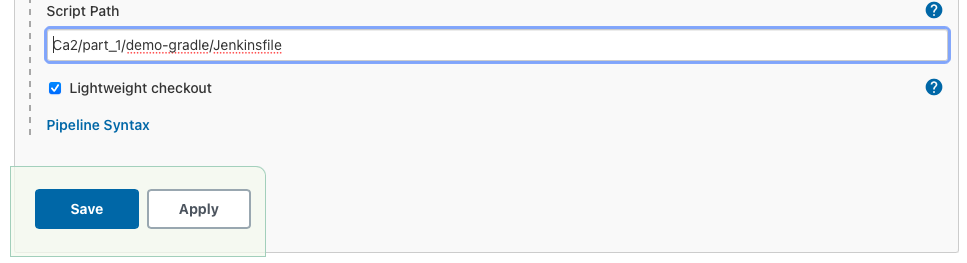 Script Path
?
Ca2/part_1/demo-gradle/Jenkinsfile
Lightweight checkout
?
Pipeline Syntax
Save
Apply